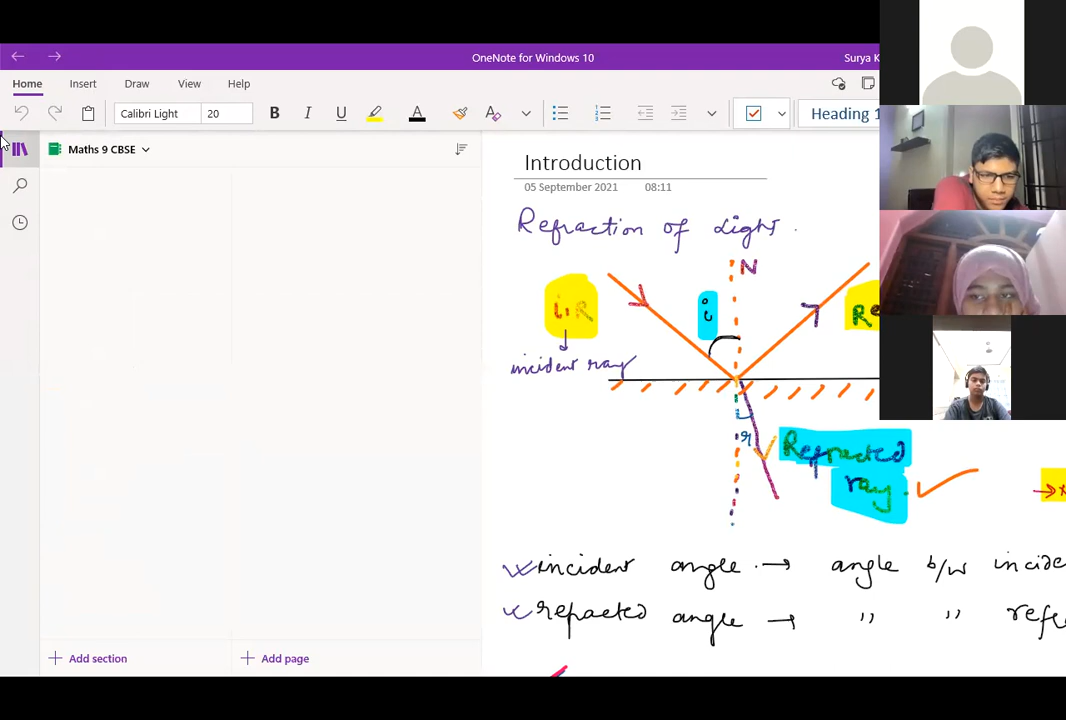 OneNote for Windows 10
Surya K
Home Insert Draw View Help
Calibri Light 20 B I U Heading 1
Maths 9 CBSE
Introduction
05 September 2021 08:11
Refraction of Light.
N
i.R
i
Re
incident ray
r
Refracted
ray.
incident angle → angle b/w incide
refracted angle → " " refe
Add section Add page